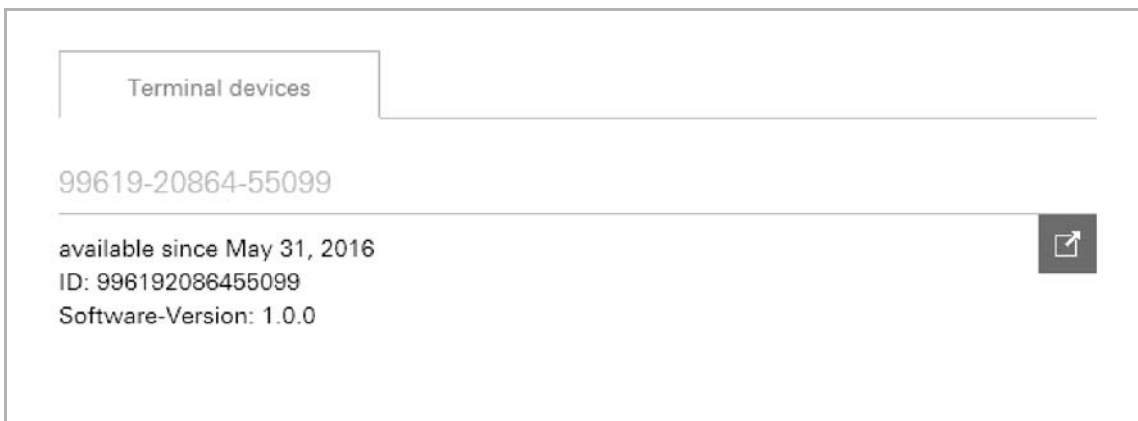 Terminal devices
99619-20864-55099
available since May 31, 2016
ID: 996192086455099
Software-Version: 1.0.0